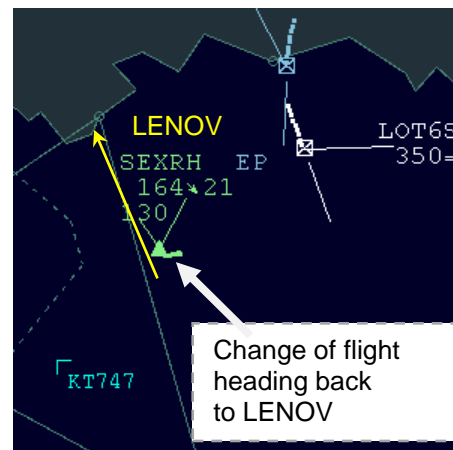 LENOV
LOT6S
350=
SEXRH EP
164↘21
130
KT747
Change of flight
heading back
to LENOV